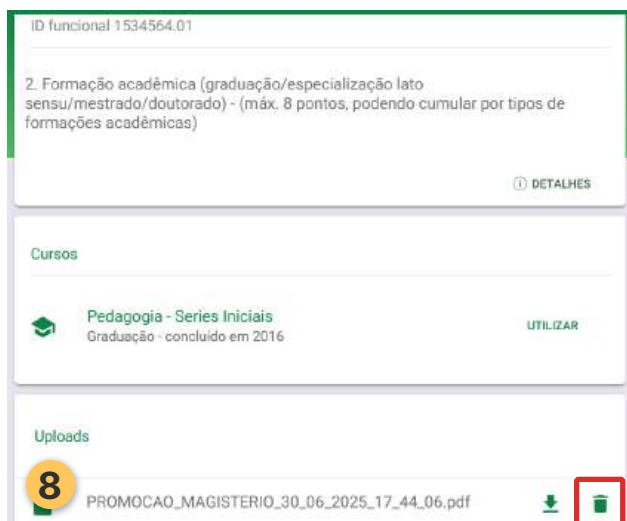 ID funcional 1534564.01
2. Formação acadêmica (graduação/especialização lato
sensu/mestrado/doutorado) - (máx. 8 pontos, podendo cumular por tipos de
formações acadêmicas)
DETALHES
Cursos
Pedagogia - Series Iniciais
UTILIZAR
Graduação - concluído em 2016
Uploads
8
PROMOCAO_MAGISTERIO_30_06_2025_17_44_06.pdf